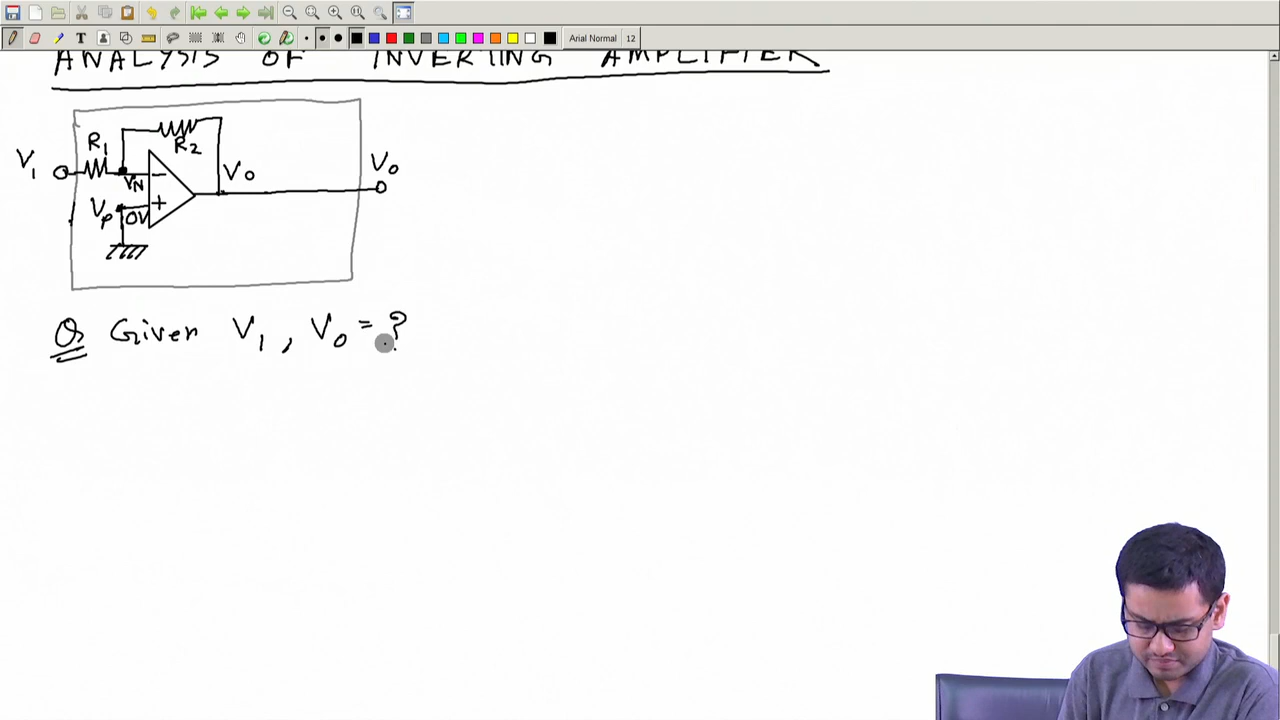 Arial Normal 12
ANALYSIS OF INVERTING AMPLIFIER
R1
R2
V1
VN
V0
V0
Vp
0V
Q Given V1, V0 = ?